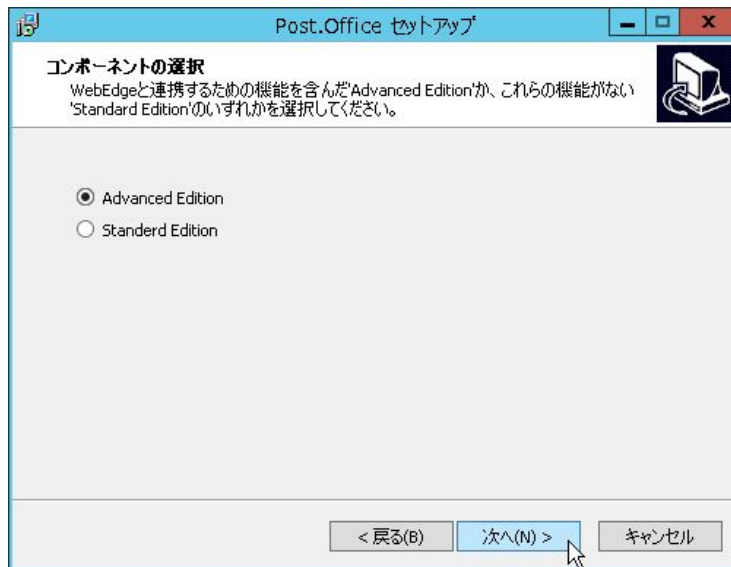 Post.Office セットアップ
コンポーネントの選択
WebEdgeと連携するための機能を含んだ'Advanced Edition'か、これらの機能がない
'Standard Edition'のいずれかを選択してください。
Advanced Edition
Standerd Edition
< 戻る(B)
次へ(N) >
キャンセル